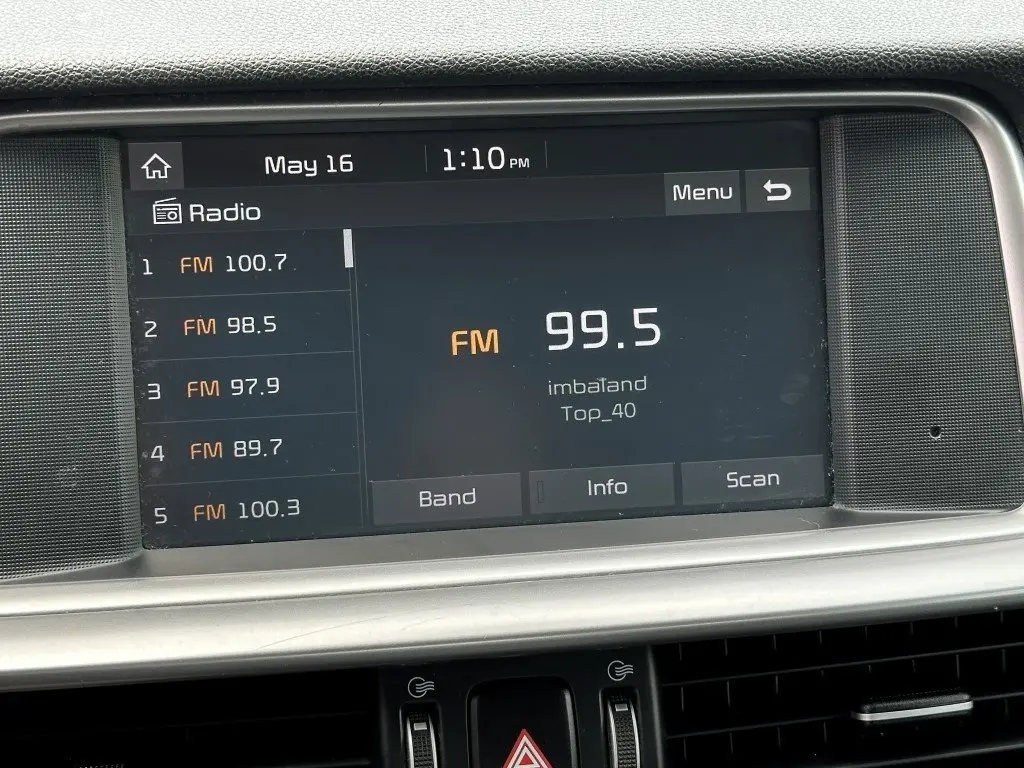 May 16
1:10 PM
Radio
Menu
1 FM 100.7
2 FM 98.5
3 FM 97.9
4 FM 89.7
5 FM 100.3
FM 99.5
imbaland
Top_40
Band
Info
Scan